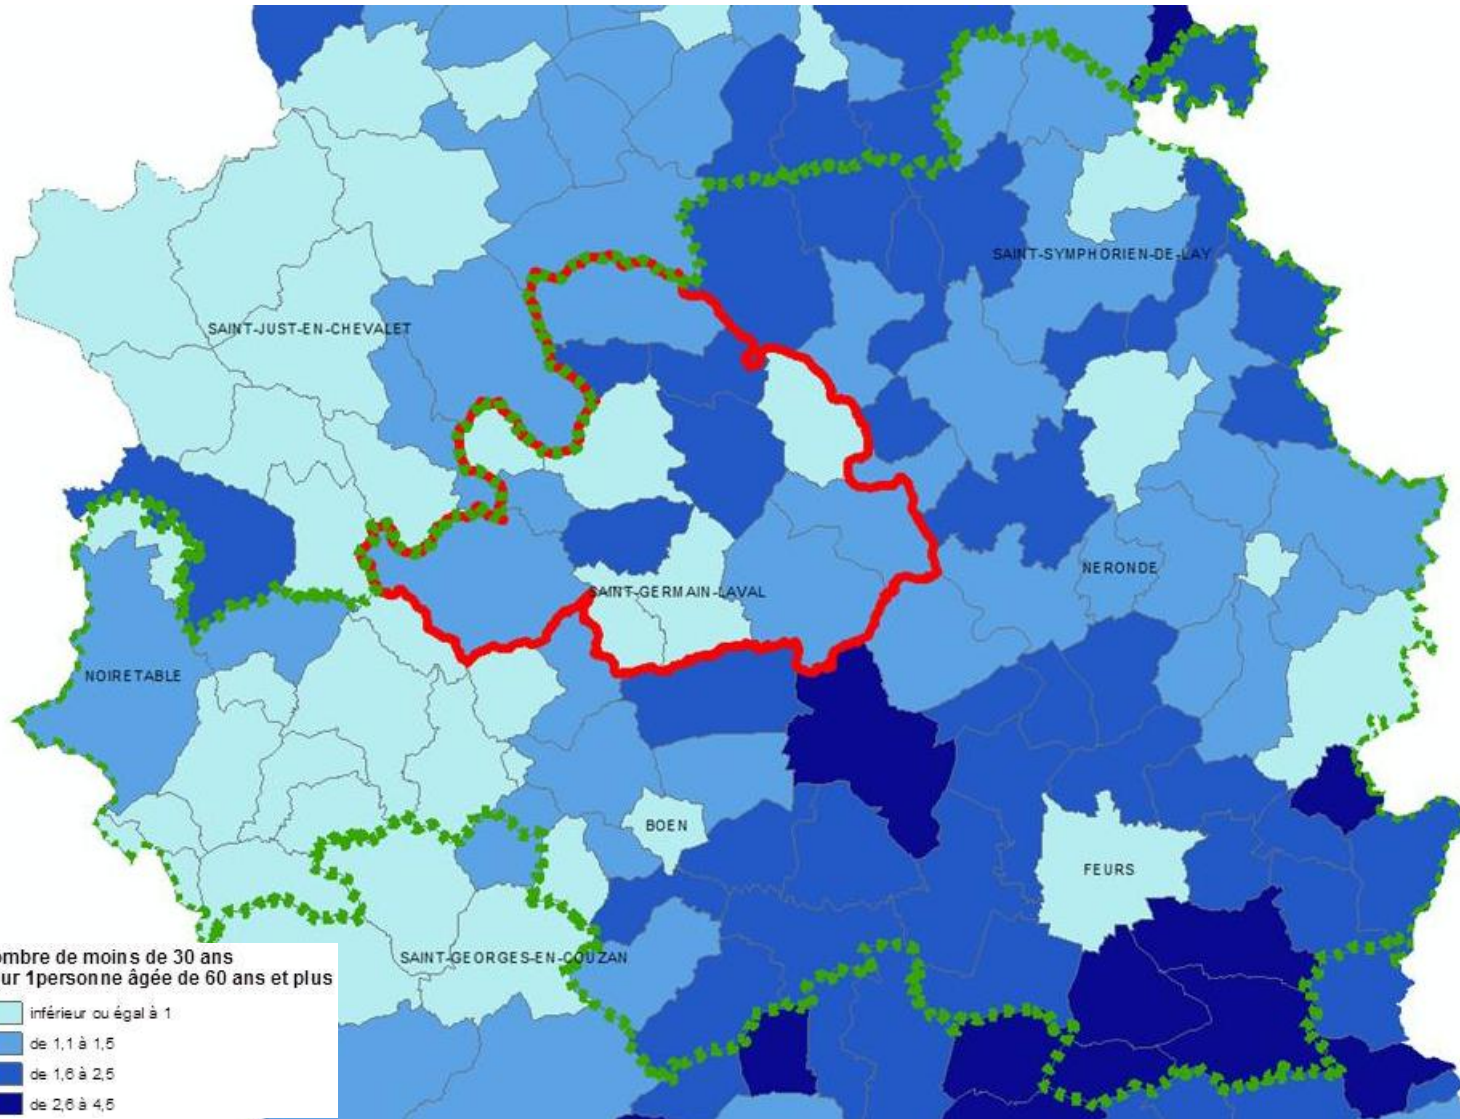 SAINT-SYMPHORIEN-DE-LAY
SAINT-JUST-EN-CHEVALET
NERONDE
SAINT-GERMAIN-LAVAL
NOIRETABLE
BOEN
FEURS
SAINT-GEORGES-EN-COUZAN
ombre de moins de 30 ans
ur 1personne âgée de 60 ans et plus
inférieur ou égal à 1
de 1,1 à 1,5
de 1,6 à 2,5
de 2,6 à 4,5